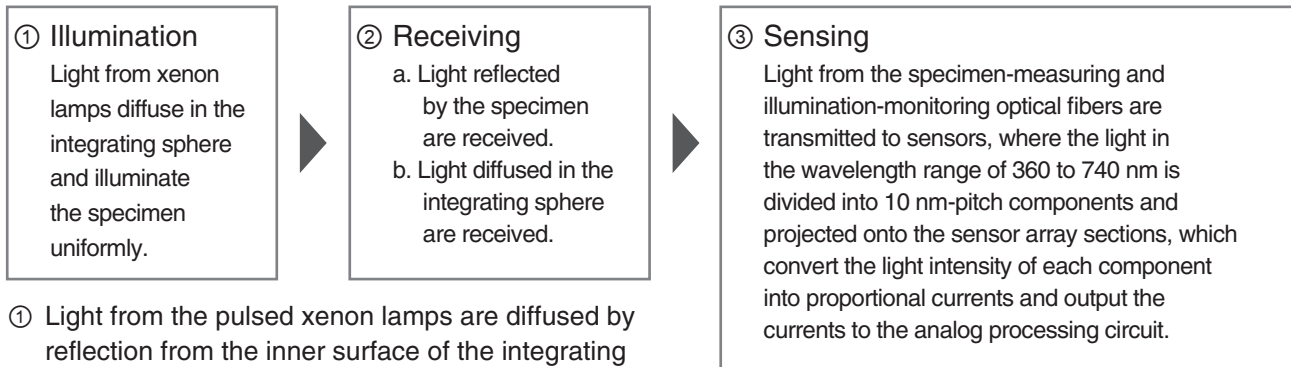 ① Illumination
Light from xenon
lamps diffuse in the
integrating sphere
and illuminate
the specimen
uniformly.
② Receiving
a. Light reflected
by the specimen
are received.
b. Light diffused in the
integrating sphere
are received.
③ Sensing
Light from the specimen-measuring and
illumination-monitoring optical fibers are
transmitted to sensors, where the light in
the wavelength range of 360 to 740 nm is
divided into 10 nm-pitch components and
projected onto the sensor array sections, which
convert the light intensity of each component
into proportional currents and output the
currents to the analog processing circuit.
① Light from the pulsed xenon lamps are diffused by
reflection from the inner surface of the integrating